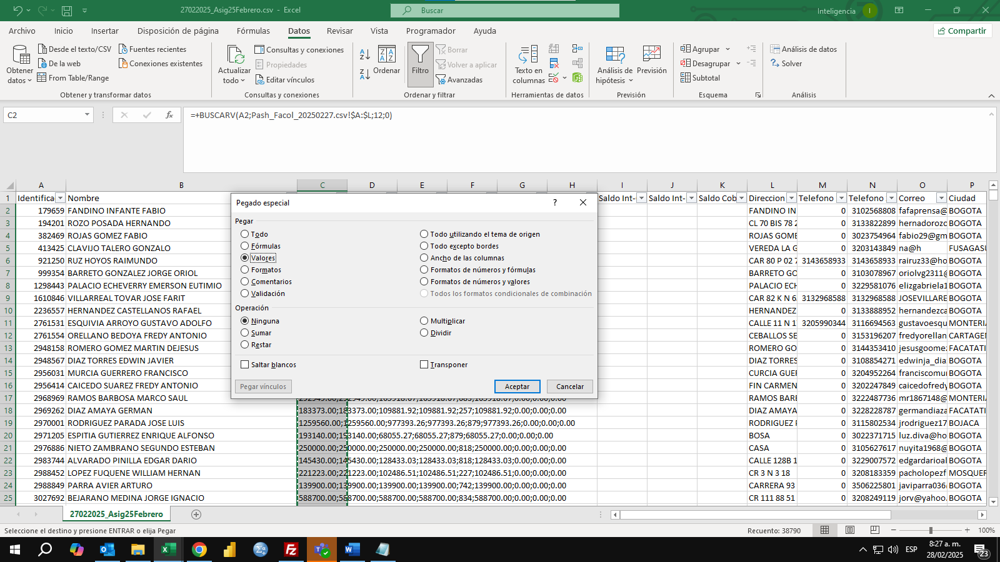 27022025_Asig25Febrero.csv - Excel
Buscar
Inteligencia
I
Archivo Inicio Insertar Disposición de página Fórmulas Datos Revisar Vista Programador Ayuda
Compartir
Obtener datos
Desde el texto/CSV
De la web
From Table/Range
Fuentes recientes
Conexiones existentes
Obtener y transformar datos
Actualizar todo
Consultas y conexiones
Propiedades
Editar vínculos
Consultas y conexiones
Ordenar
Filtro
Borrar
Volver a aplicar
Avanzadas
Ordenar y filtrar
Texto en columnas
Herramientas de datos
Análisis de hipótesis
Previsión
Previsión
Agrupar
Desagrupar
Subtotal
Esquema
Análisis de datos
Solver
Análisis
C2
fx
=+BUSCARV(A2;Pash_Facol_20250227.csv!$A:$L;12;0)
A B C D E F G H I J K L M N O P
1 Identifica Nombre Saldo Int- Saldo Int- Saldo Cob Direccion Telefono Telefono Correo Ciudad
2 179659 FANDINO INFANTE FABIO FANDINO IN 0 3102568808 fafaprensa@ BOGOTA
3 194201 ROZO POSADA HERNANDO CL 70 BIS 78 2 0 3133822899 hernadorozo BOGOTA
4 382469 ROJAS GOMEZ FABIO ROJAS GOME 0 3023754964 fabio29@gm BOGOTA
5 413425 CLAVIJO TALERO GONZALO VEREDA LA G 0 3203143849 na@h FUSAGASU
6 921250 RUZ HOYOS RAIMUNDO CAR 80 P 02 7 3143658933 3143658933 rairuz33@ho BOGOTA
7 999354 BARRETO GONZALEZ JORGE ORIOL BARRETO GO 0 3103078967 oriolvg2311@ BOGOTA
8 1298443 PALACIO ECHEVERRY EMERSON EUTIMIO PALACIO ECH 0 3229581076 elizgabriela1 BOGOTA
9 1610846 VILLARREAL TOVAR JOSE FARIT CAR 82 K N 6 3132968588 3132968588 JOSEVILLARE BOGOTA
10 2236557 HERNANDEZ CASTELLANOS RAFAEL HERNANDEZ 0 3133888952 hernandezca BOGOTA
11 2761531 ESQUIVIA ARROYO GUSTAVO ADOLFO CALLE 11 N 1 3205990344 3116694563 gustavoesqu MONTERIA
12 2761554 ORELLANO BEDOYA FREDY ANTONIO CEBALLOS SE 0 3153196207 fredyorellan CARTAGEN
13 2948158 ROMERO GOMEZ MARTIN DEJESUS ROMERO GO 0 3144353410 jesusgoomez FACATATI
14 2948567 DIAZ TORRES EDWIN JAVIER DIAZ TORRES 0 3108854271 edwinja_dia BOGOTA
15 2956031 MURCIA GUERRERO FRANCISCO CURCIA GUER 0 3204952264 franciscomu BOGOTA
16 2956414 CAICEDO SUAREZ FREDY ANTONIO FIN CARMEN 0 3202247849 caicedofredy BOGOTA
17 2968969 RAMOS BARBOSA MARCO SAUL 292949.00;292949.00;163918.07;163918.07;683;163918.07;0.00;0.00;0.00 RAMOS BARE 0 3222487736 mr1867148@ MONTERIA
18 2969262 DIAZ AMAYA GERMAN 183373.00;183373.00;109881.92;109881.92;257;109881.92;0.00;0.00;0.00 DIAZ AMAYA 0 3228228787 germandiaza FACATATI
19 2970001 RODRIGUEZ PARADA JOSE LUIS 1259560.00;1259560.00;977393.26;977393.26;879;977393.26;0.00;0.00;0.00 RODRIGUEZ P 0 3115802534 jrodriguez17 BOJACA
20 2971205 ESPITIA GUTIERREZ ENRIQUE ALFONSO 193140.00;193140.00;68055.27;68055.27;879;68055.27;0.00;0.00;0.00 BOSA 0 3022371715 luz.diva@ho BOGOTA
21 2976886 NIETO ZAMBRANO SEGUNDO ESTEBAN 250000.00;250000.00;250000.00;250000.00;818;250000.00;0.00;0.00;0.00 CASA 0 3105627617 nuyita1968@ BOGOTA
22 2983744 ALVARADO PINILLA EDGAR DARIO 145430.00;145430.00;128433.03;128433.03;818;128433.03;0.00;0.00;0.00 CALLE 128B 1 0 3229007572 edgardarioal BOGOTA
23 2988452 LOPEZ FUQUENE WILLIAM HERNAN 221223.00;221223.00;102486.51;102486.51;227;102486.51;0.00;0.00;0.00 CR 3 N 3 18 0 3208183359 pacholopezf MOSQUER
24 2988849 PARRA AVIER ARTURO 139900.00;139900.00;139900.00;139900.00;742;139900.00;0.00;0.00;0.00 CARRERA 93 0 3506225801 javiparra036 BOGOTA
25 3027692 BEJARANO MEDINA JORGE IGNACIO 588700.00;588700.00;588700.00;588700.00;834;588700.00;0.00;0.00;0.00 CR 111 88 51 0 3208249119 jorv@yahoo. BOGOTA
Pegado especial ?
Pegar
Todo
Fórmulas
Valores
Formatos
Comentarios
Validación
Todo utilizando el tema de origen
Todo excepto bordes
Ancho de las columnas
Formatos de números y fórmulas
Formatos de números y valores
Todos los formatos condicionales de combinación
Operación
Ninguna
Sumar
Restar
Multiplicar
Dividir
Saltar blancos
Transponer
Pegar vínculos
Aceptar
Cancelar
27022025_Asig25Febrero
Seleccione el destino y presione ENTRAR o elija Pegar
Recuento: 38790
100%
ESP
8:27 a. m.
28/02/2025
23